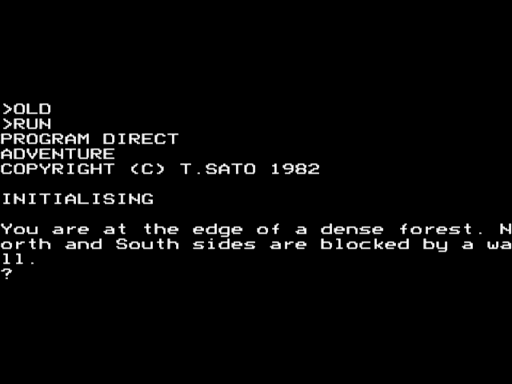 >OLD
>RUN
PROGRAM DIRECT
ADVENTURE
COPYRIGHT (C) T.SATO 1982
INITIALISING
You are at the edge of a dense forest. N
orth and South sides are blocked by a wa
ll.
?